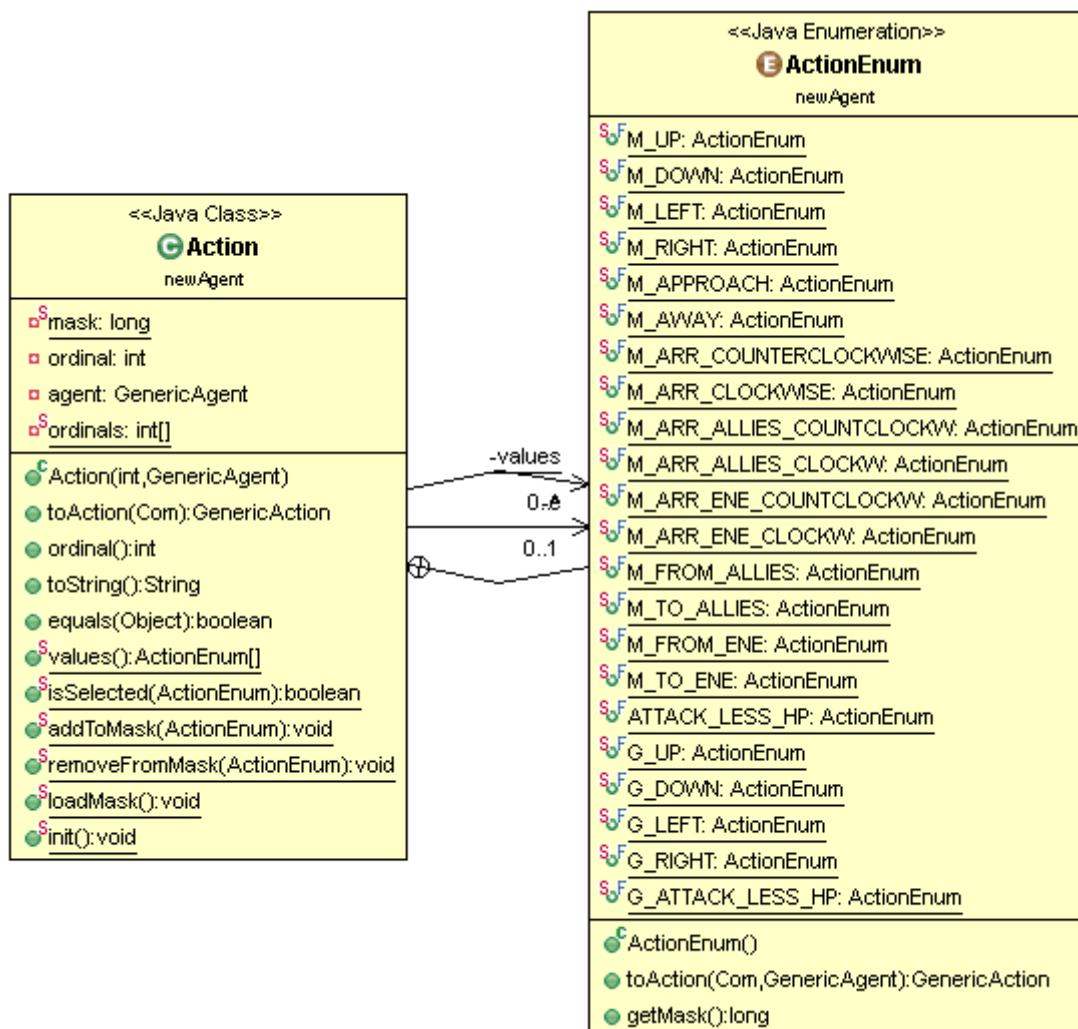 <<Java Class>>
Action
newAgent
mask: long
ordinal: int
agent: GenericAgent
ordinals: int[]
Action(int,GenericAgent)
toAction(Com):GenericAction
ordinal():int
toString():String
equals(Object):boolean
values():ActionEnum[]
isSelected(ActionEnum):boolean
addToMask(ActionEnum):void
removeFromMask(ActionEnum):void
loadMask():void
init():void
-values
0..1
<<Java Enumeration>>
ActionEnum
newAgent
M_UP: ActionEnum
M_DOWN: ActionEnum
M_LEFT: ActionEnum
M_RIGHT: ActionEnum
M_APPROACH: ActionEnum
M_AWAY: ActionEnum
M_ARR_COUNTERCLOCKWISE: ActionEnum
M_ARR_CLOCKWISE: ActionEnum
M_ARR_ALLIES_COUNTCLOCKW: ActionEnum
M_ARR_ALLIES_CLOCKW: ActionEnum
M_ARR_ENE_COUNTCLOCKW: ActionEnum
M_ARR_ENE_CLOCKW: ActionEnum
M_FROM_ALLIES: ActionEnum
M_TO_ALLIES: ActionEnum
M_FROM_ENE: ActionEnum
M_TO_ENE: ActionEnum
ATTACK_LESS_HP: ActionEnum
G_UP: ActionEnum
G_DOWN: ActionEnum
G_LEFT: ActionEnum
G_RIGHT: ActionEnum
G_ATTACK_LESS_HP: ActionEnum
ActionEnum()
toAction(Com,GenericAgent):GenericAction
getMask():long